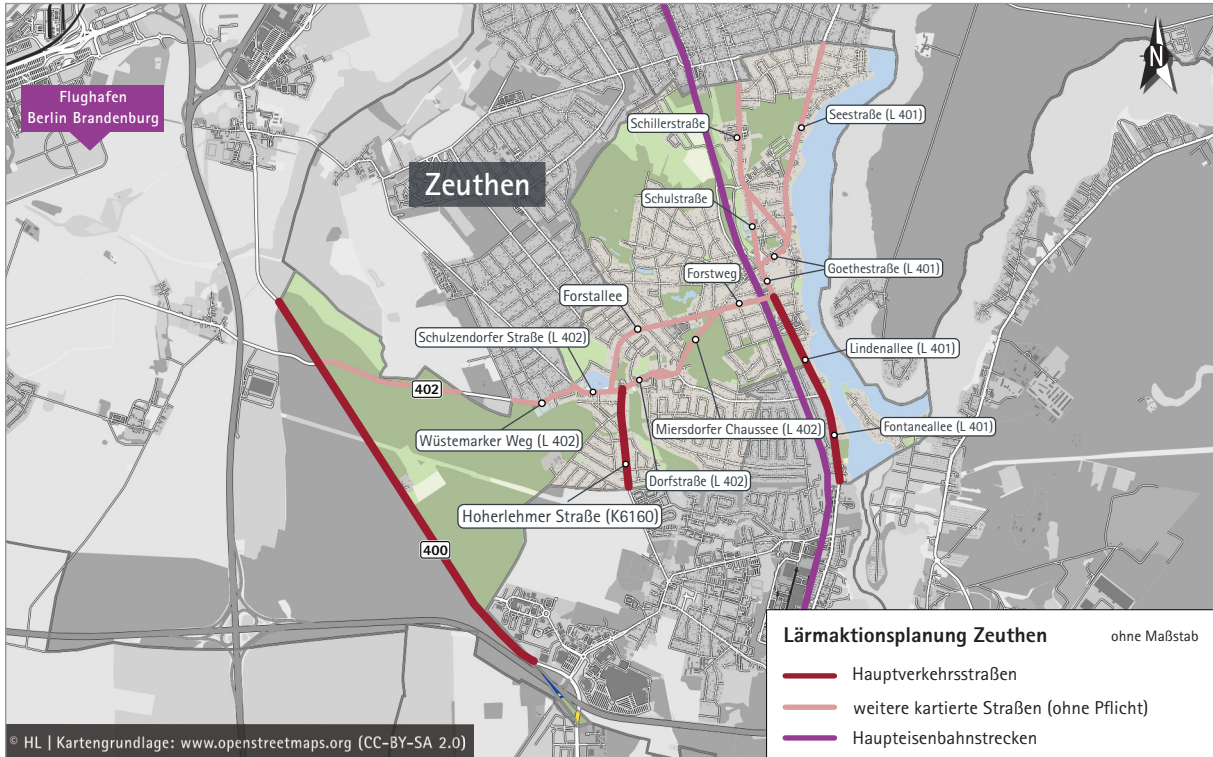 Flughafen
Berlin Brandenburg
N
Schillerstraße
Seestraße (L 401)
Zeuthen
Schulstraße
Goethestraße (L 401)
Forstweg
Forstallee
Schulzendorfer Straße (L 402)
Lindenallee (L 401)
402
Wüstemarker Weg (L 402)
Miersdorfer Chaussee (L 402)
Fontaneallee (L 401)
Dorfstraße (L 402)
Hoherlehmer Straße (K6160)
400
Lärmaktionsplanung Zeuthen
ohne Maßstab
Hauptverkehrsstraßen
weitere kartierte Straßen (ohne Pflicht)
Haupteisenbahnstrecken
© HL | Kartengrundlage: www.openstreetmaps.org (CC-BY-SA 2.0)